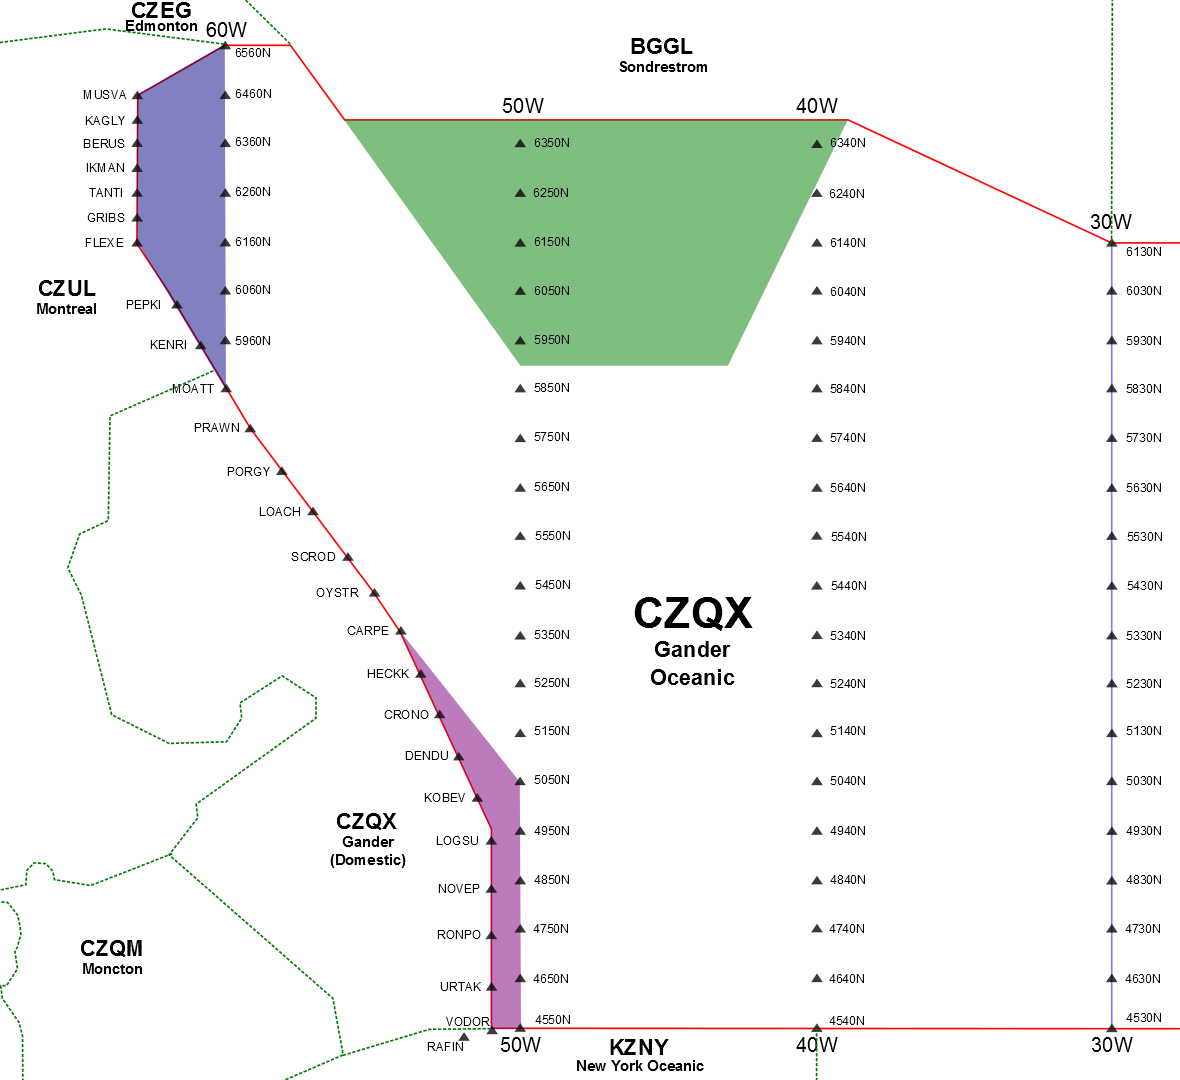 CZEG
Edmonton
60W
6560N
BGGL
Sondrestrom
MUSVA
6460N
50W
40W
KAGLY
BERUS
6360N
6350N
6340N
IKMAN
TANTI
6260N
6250N
6240N
GRIBS
30W
FLEXE
6160N
6150N
6140N
6130N
CZUL
Montreal
PEPKI
6060N
6050N
6040N
6030N
KENRI
5960N
5950N
5940N
5930N
MOATT
5850N
5840N
5830N
PRAWN
5750N
5740N
5730N
PORGY
5650N
5640N
5630N
LOACH
SCROD
5550N
5540N
5530N
OYSTR
5450N
5440N
5430N
CZQX
Gander
Oceanic
CARPE
5350N
5340N
5330N
HECKK
5250N
5240N
5230N
CRONO
5150N
5140N
5130N
DENDU
5050N
5040N
5030N
KOBEV
CZQX
Gander
(Domestic)
4950N
4940N
4930N
LOGSU
NOVEP
4850N
4840N
4830N
CZQM
Moncton
RONPO
4750N
4740N
4730N
URTAK
4650N
4640N
4630N
VODOR
4550N
4540N
4530N
RAFIN
50W
KZNY
New York Oceanic
40W
30W